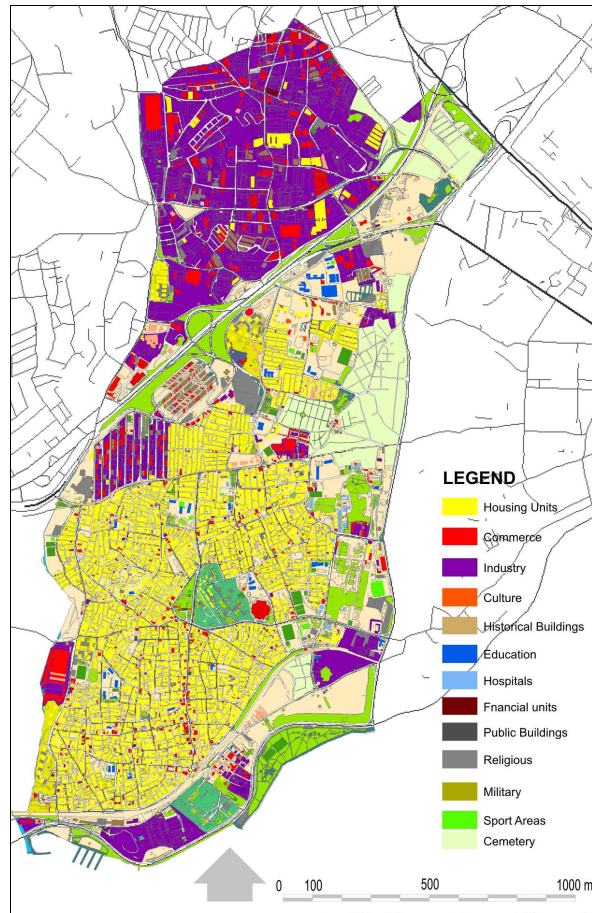 LEGEND
Housing Units
Commerce
Industry
Culture
Historical Buildings
Education
Hospitals
Fnancial units
Public Buildings
Religious
Military
Sport Areas
Cemetery
0 100 500 1000 m